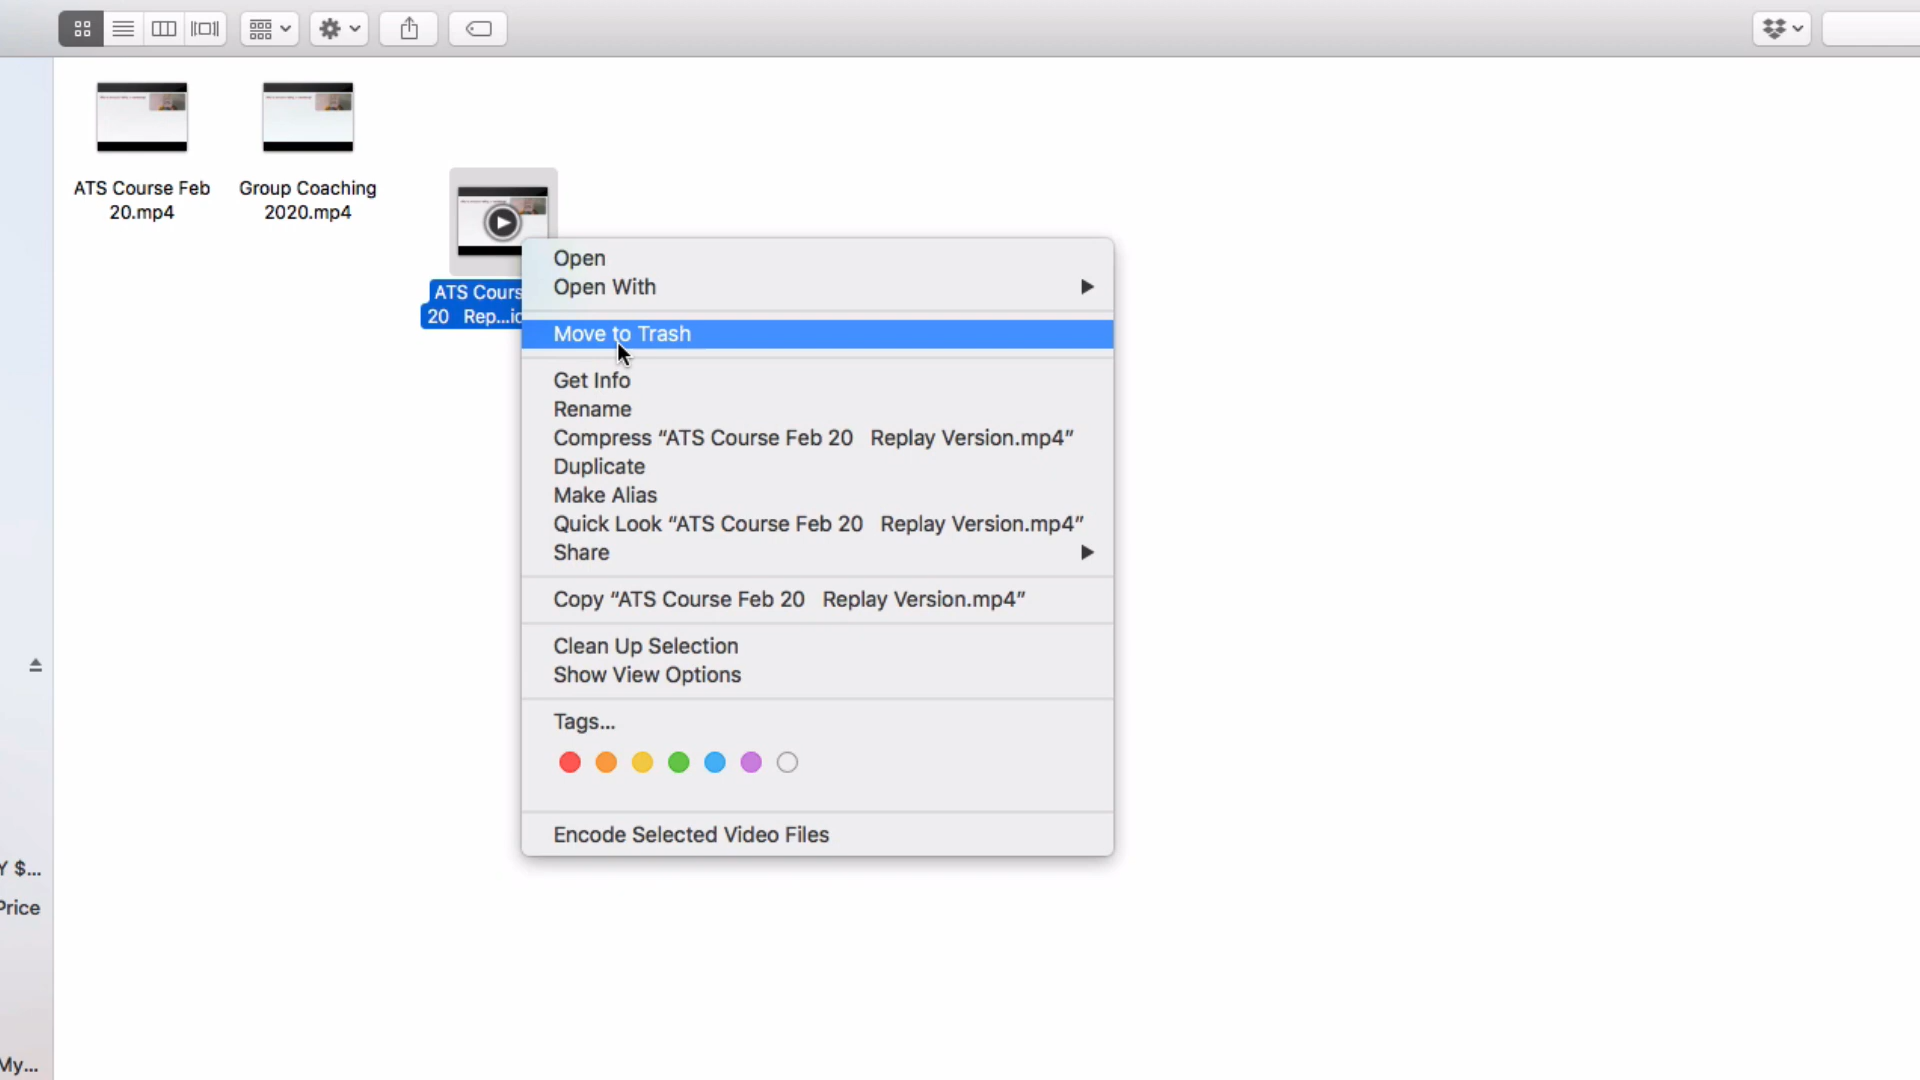 ATS Course Feb
20.mp4
Group Coaching
2020.mp4
ATS Cours
20 Rep...ic
Open
Open With
Move to Trash
Get Info
Rename
Compress “ATS Course Feb 20   Replay Version.mp4”
Duplicate
Make Alias
Quick Look “ATS Course Feb 20   Replay Version.mp4”
Share
Copy “ATS Course Feb 20   Replay Version.mp4”
Clean Up Selection
Show View Options
Tags...
Encode Selected Video Files
Y $...
Price
My...